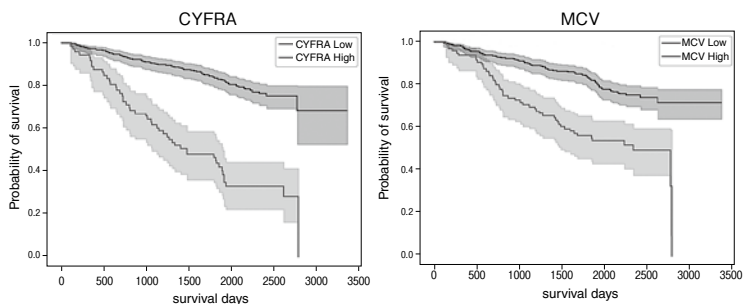 CYFRA
CYFRA Low
CYFRA High
Probability of survival
1.0
0.8
0.6
0.4
0.2
0.0
0 500 1000 1500 2000 2500 3000 3500
survival days
MCV
MCV Low
MCV High
Probability of survival
1.0
0.8
0.6
0.4
0.2
0.0
0 500 1000 1500 2000 2500 3000 3500
survival days